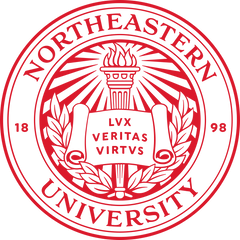 NORTHEASTERN
18 98
LVX
VERITAS
VIRTVS
UNIVERSITY